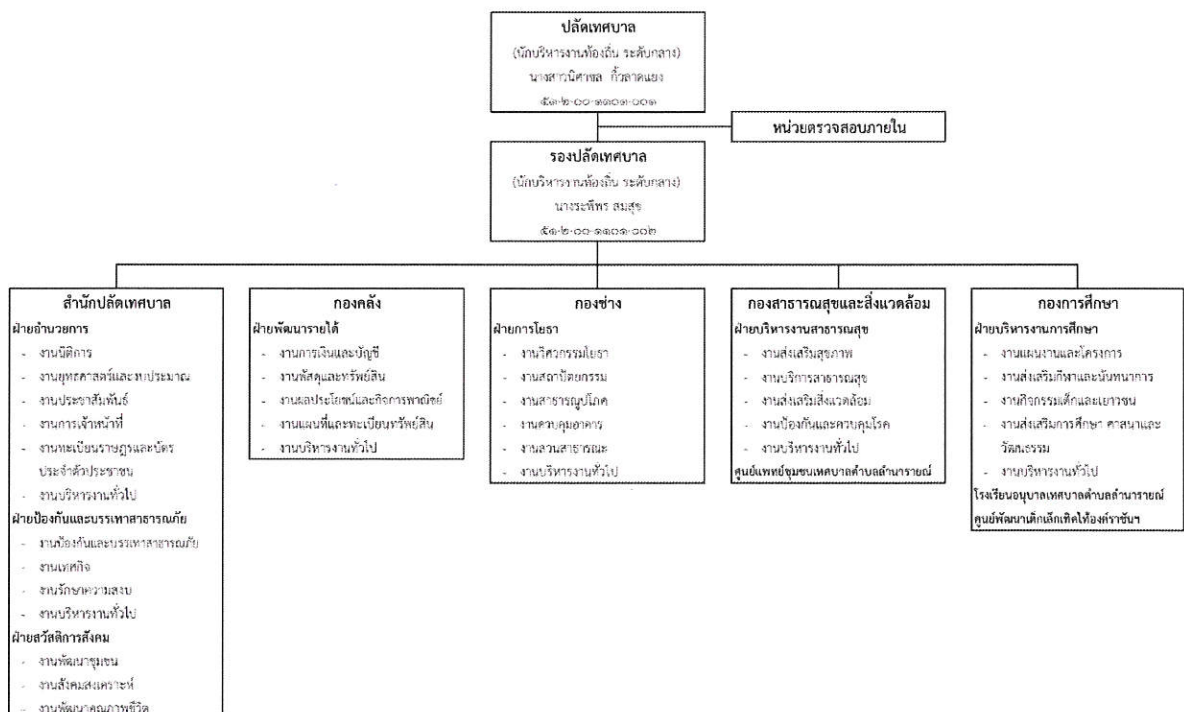 ปลัดเทศบาล
(นักบริหารงานท้องถิ่น ระดับกลาง)
นางสาวนิศาชล กิ้วลาดแยง
๕๑-๒-๐๐-๑๑๐๑-๐๐๑
หน่วยตรวจสอบภายใน
รองปลัดเทศบาล
(นักบริหารงานท้องถิ่น ระดับกลาง)
นางระพีพร สมสุข
๕๑-๒-๐๐-๑๑๐๑-๐๐๒
สำนักปลัดเทศบาล
ฝ่ายอำนวยการ
- งานนิติการ
- งานยุทธศาสตร์และงบประมาณ
- งานประชาสัมพันธ์
- งานการเจ้าหน้าที่
- งานทะเบียนราษฎรและบัตร
ประจำตัวประชาชน
- งานบริหารงานทั่วไป
ฝ่ายป้องกันและบรรเทาสาธารณภัย
- งานป้องกันและบรรเทาสาธารณภัย
- งานเทศกิจ
- งานรักษาความสงบ
- งานบริหารงานทั่วไป
ฝ่ายสวัสดิการสังคม
- งานพัฒนาชุมชน
- งานสังคมสงเคราะห์
- งานพัฒนาคุณภาพชีวิต
กองคลัง
ฝ่ายพัฒนารายได้
- งานการเงินและบัญชี
- งานพัสดุและทรัพย์สิน
- งานผลประโยชน์และกิจการพาณิชย์
- งานแผนที่และทะเบียนทรัพย์สิน
- งานบริหารงานทั่วไป
กองช่าง
ฝ่ายการโยธา
- งานวิศวกรรมโยธา
- งานสถาปัตยกรรม
- งานสาธารณูปโภค
- งานควบคุมอาคาร
- งานสวนสาธารณะ
- งานบริหารงานทั่วไป
กองสาธารณสุขและสิ่งแวดล้อม
ฝ่ายบริหารงานสาธารณสุข
- งานส่งเสริมสุขภาพ
- งานบริการสาธารณสุข
- งานส่งเสริมสิ่งแวดล้อม
- งานป้องกันและควบคุมโรค
- งานบริหารงานทั่วไป
ศูนย์แพทย์ชุมชนเทศบาลตำบลลำนารายณ์
กองการศึกษา
ฝ่ายบริหารงานการศึกษา
- งานแผนงานและโครงการ
- งานส่งเสริมกีฬาและนันทนาการ
- งานกิจกรรมเด็กและเยาวชน
- งานส่งเสริมการศึกษา ศาสนาและ
วัฒนธรรม
- งานบริหารงานทั่วไป
โรงเรียนอนุบาลเทศบาลตำบลลำนารายณ์
ศูนย์พัฒนาเด็กเล็กเทิดไท้องค์ราชันฯ